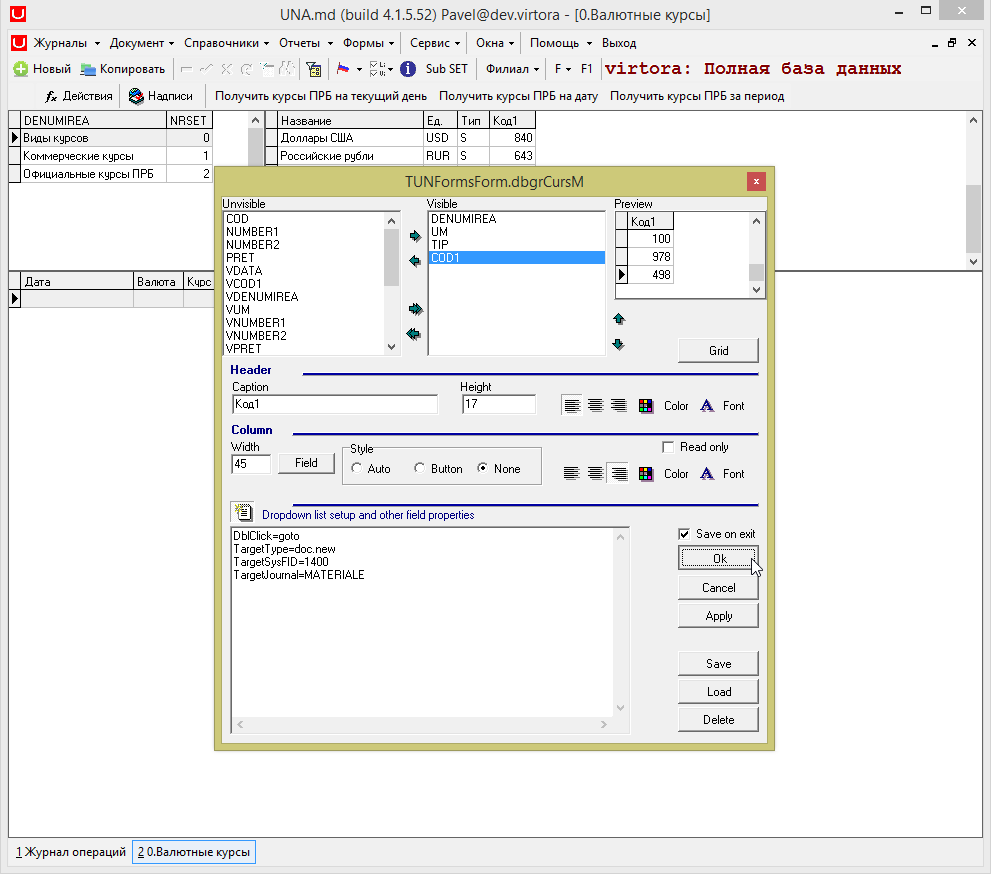 UNA.md (build 4.1.5.52) Pavel@dev.virtora - [0.Валютные курсы]
Журналы Документ Справочники Отчеты Формы Сервис Окна Помощь Выход
Новый Копировать Sub SET Филиал F F1 virtora: Полная база данных
fx Действия Надписи Получить курсы ПРБ на текущий день Получить курсы ПРБ на дату Получить курсы ПРБ за период
DENUMIREA NRSET
Виды курсов 0
Коммерческие курсы 1
Официальные курсы ПРБ 2
Название Ед. Тип Код1
Доллары США USD S 840
Российские рубли RUR S 643
Дата Валюта Курс
TUNFormsForm.dbgrCursM
Unvisible
COD
NUMBER1
NUMBER2
PRET
VDATA
VCOD1
VDENUMIREA
VUM
VNUMBER1
VNUMBER2
VPRET
Visible
DENUMIREA
UM
TIP
COD1
Preview
Код1
100
978
498
Grid
Header
Caption Height
Код1 17 Color Font
Column
Width Style Read only
45 Field Auto Button None Color Font
Dropdown list setup and other field properties
DblClick=goto
TargetType=doc.new
TargetSysFID=1400
TargetJournal=MATERIALE
Save on exit
Ok
Cancel
Apply
Save
Load
Delete
1 Журнал операций 2 0.Валютные курсы